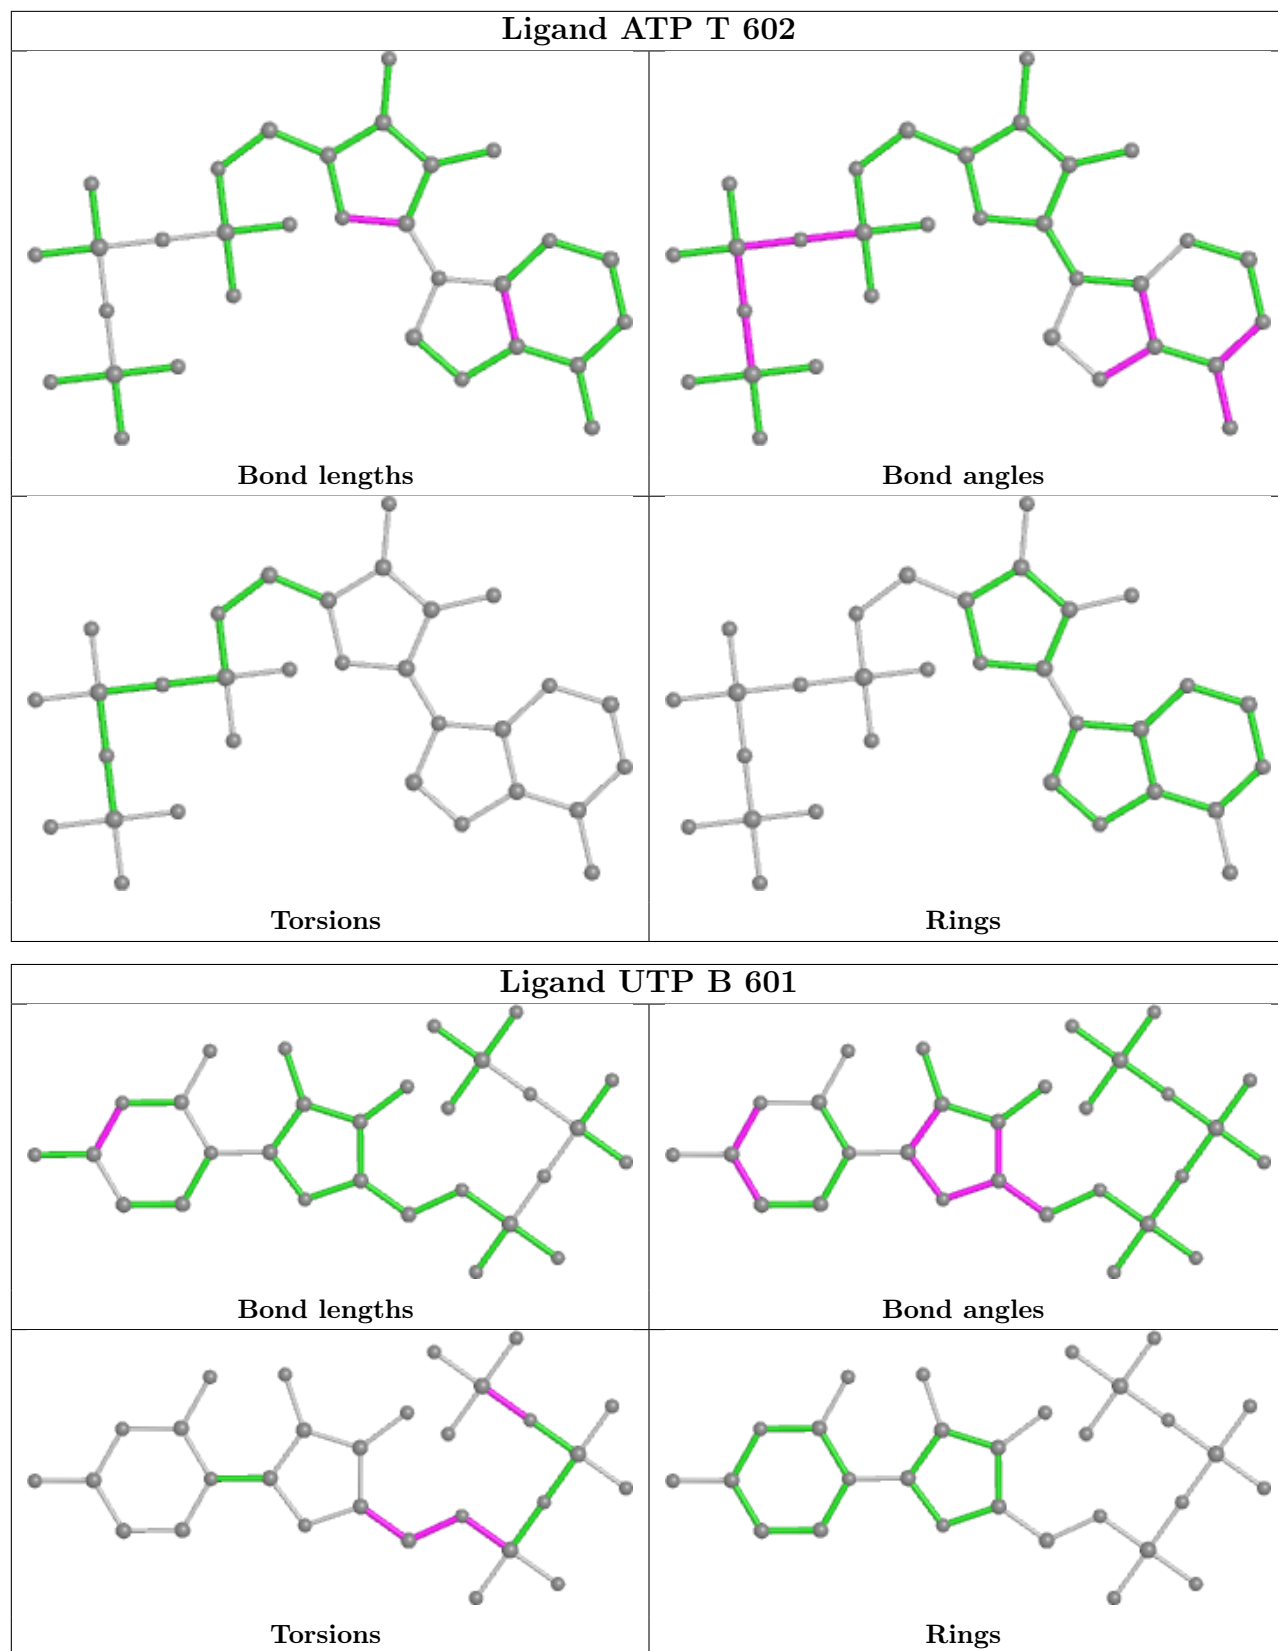 Ligand ATP T 602
Bond lengths
Bond angles
Torsions
Rings
Ligand UTP B 601
Bond lengths
Bond angles
Torsions
Rings